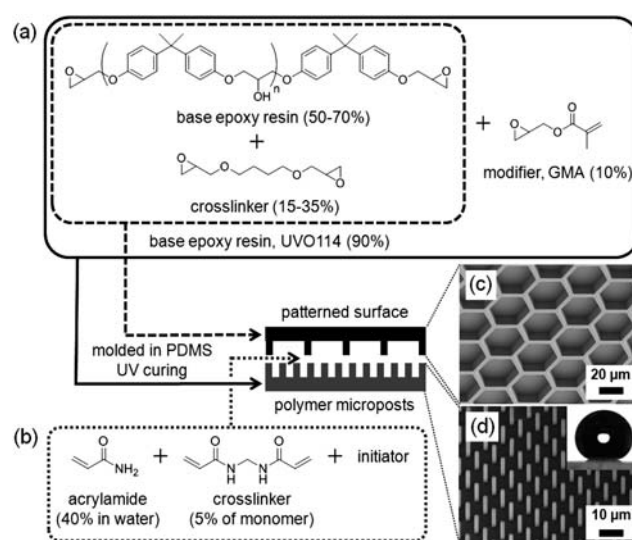 (a)
O
O
O
OH
n
O
O
O
base epoxy resin (50-70%)
+
O
O
O
O
crosslinker (15-35%)
+
O
O
O
modifier, GMA (10%)
base epoxy resin, UVO114 (90%)
patterned surface
molded in PDMS
UV curing
polymer microposts
(c)
20 µm
(d)
10 µm
(b)
O
NH2
acrylamide
(40% in water)
+
O
N
H
N
H
O
crosslinker
(5% of monomer)
+
initiator